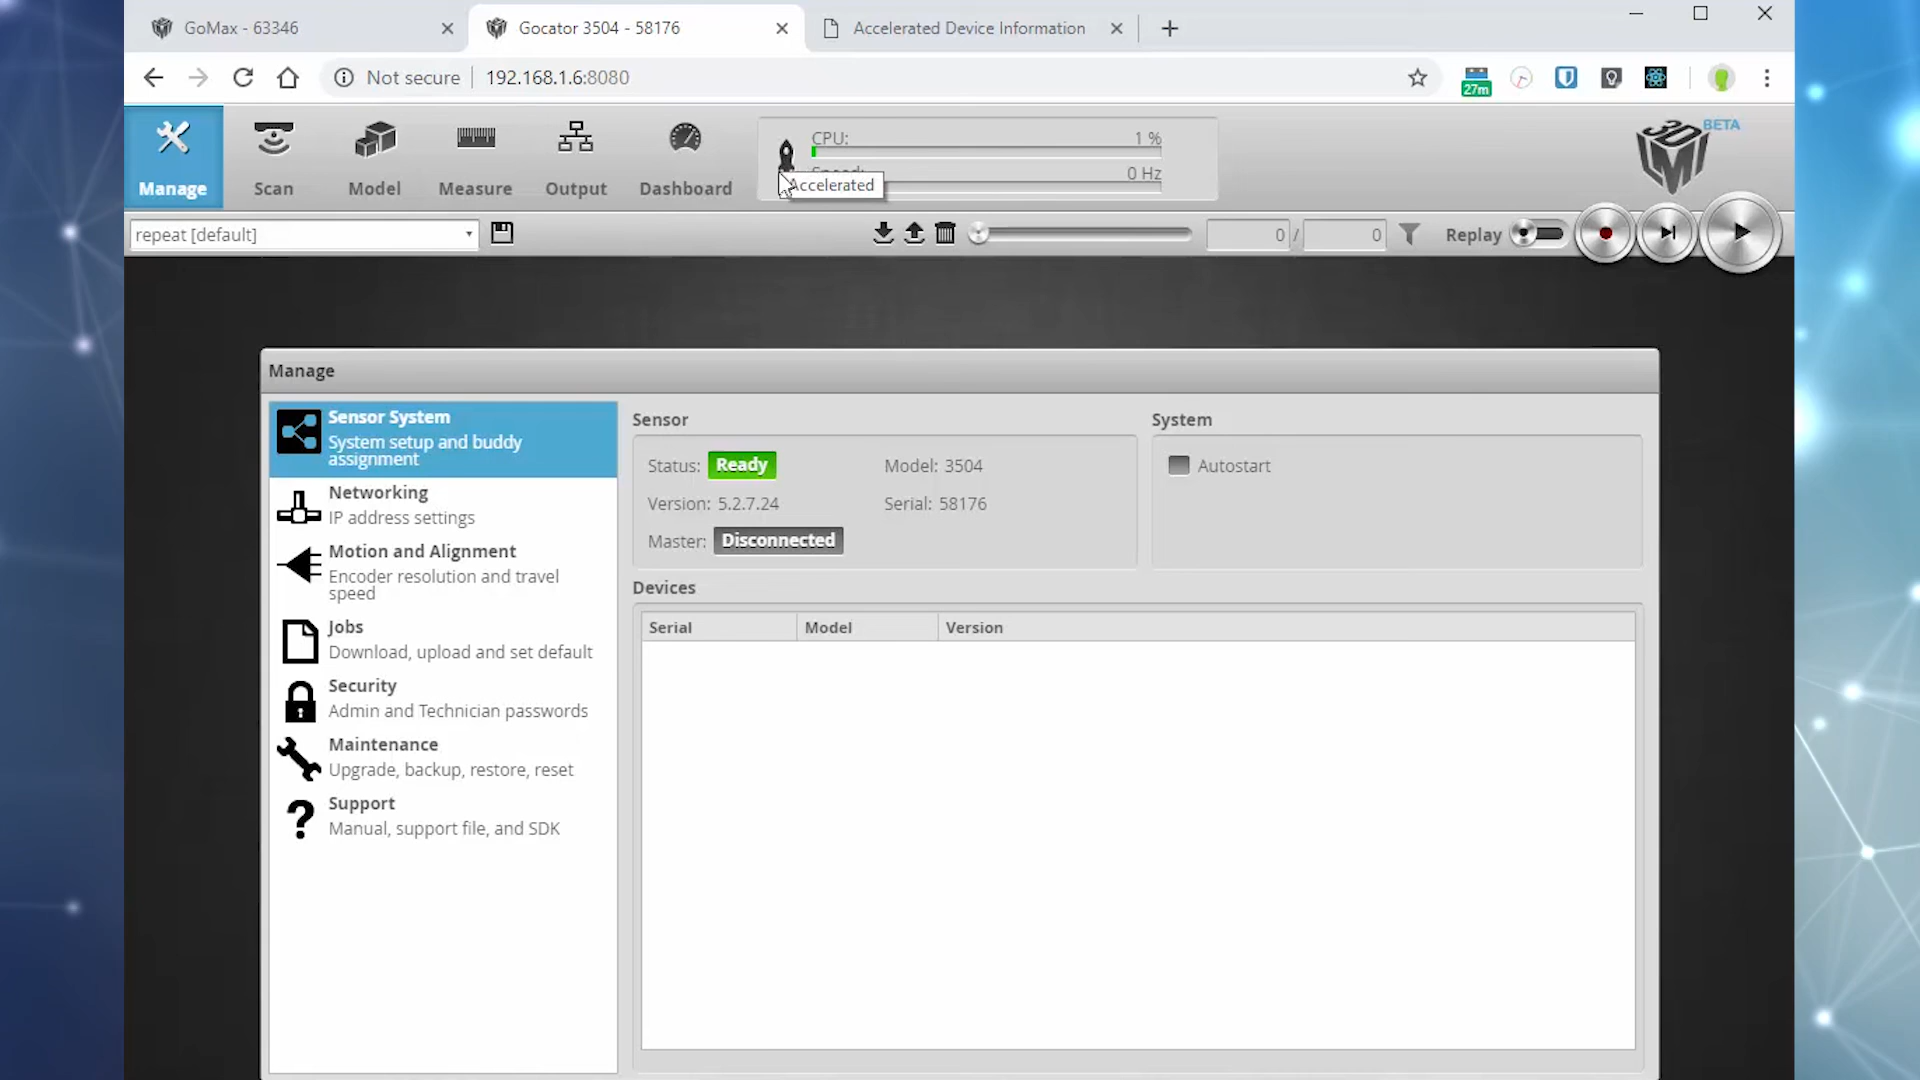 GoMax - 63346
Gocator 3504 - 58176
Accelerated Device Information
Not secure
192.168.1.6:8080
27m
Manage
Scan
Model
Measure
Output
Dashboard
CPU: 1 %
Speed: 0 Hz
Accelerated
3D
LMI
BETA
repeat [default]
0 / 0
Replay
Manage
Sensor System
System setup and buddy
assignment
Networking
IP address settings
Motion and Alignment
Encoder resolution and travel
speed
Jobs
Download, upload and set default
Security
Admin and Technician passwords
Maintenance
Upgrade, backup, restore, reset
Support
Manual, support file, and SDK
Sensor
Status: Ready
Model: 3504
Version: 5.2.7.24
Serial: 58176
Master: Disconnected
System
Autostart
Devices
Serial
Model
Version